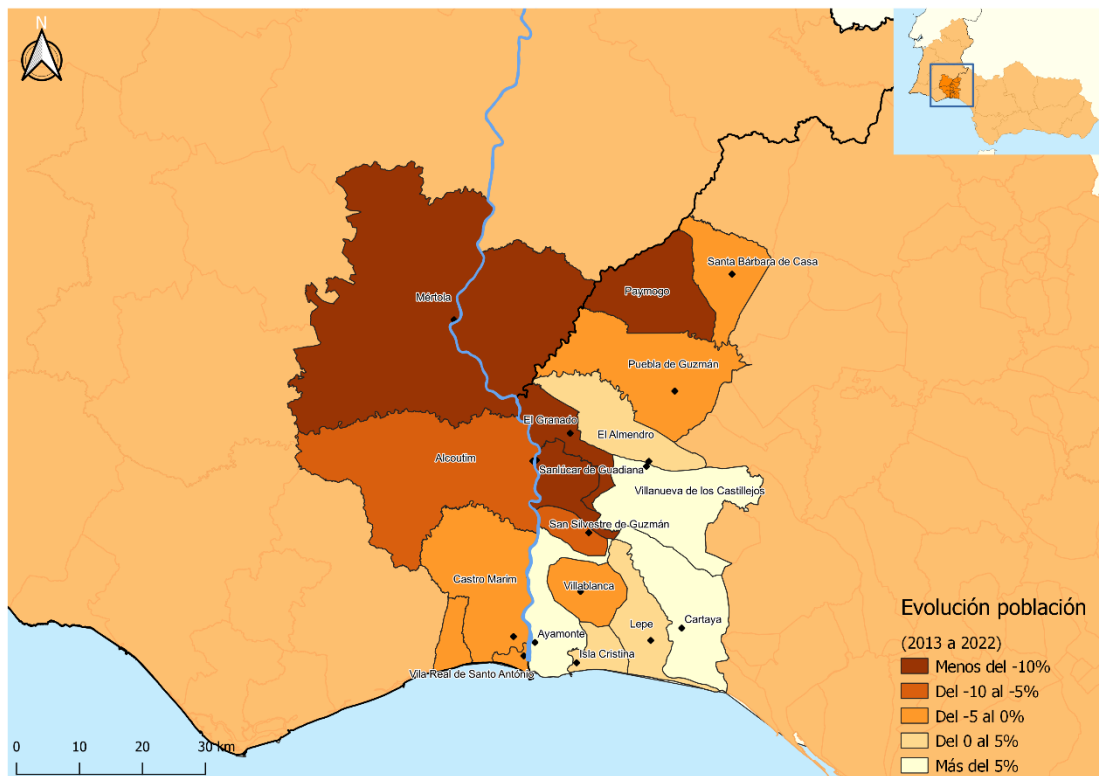 N
Santa Bárbara de Casa
Paymogo
Mértola
Puebla de Guzmán
El Granado
El Almendro
Alcoutim
Sanlúcar de Guadiana
Villanueva de los Castillejos
San Silvestre de Guzmán
Castro Marim
Villablanca
Ayamonte
Lepe
Cartaya
Isla Cristina
Vila Real de Santo António
Evolución población
(2013 a 2022)
Menos del -10%
Del -10 al -5%
Del -5 al 0%
Del 0 al 5%
Más del 5%
0 10 20 30 km